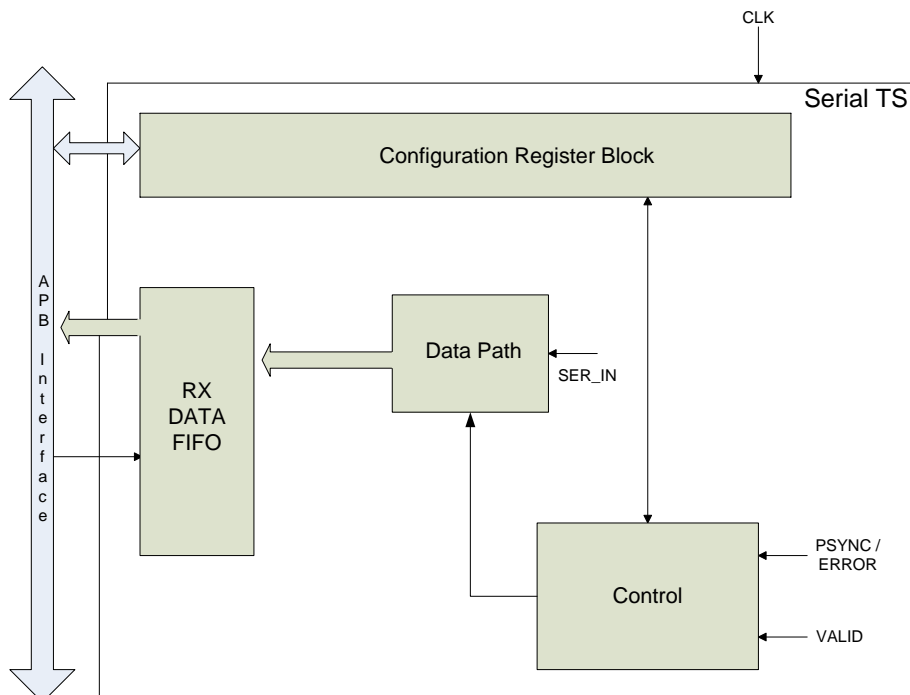 CLK
Serial TS
Configuration Register Block
APB Interface
RX
DATA
FIFO
Data Path
SER_IN
PSYNC /
ERROR
Control
VALID